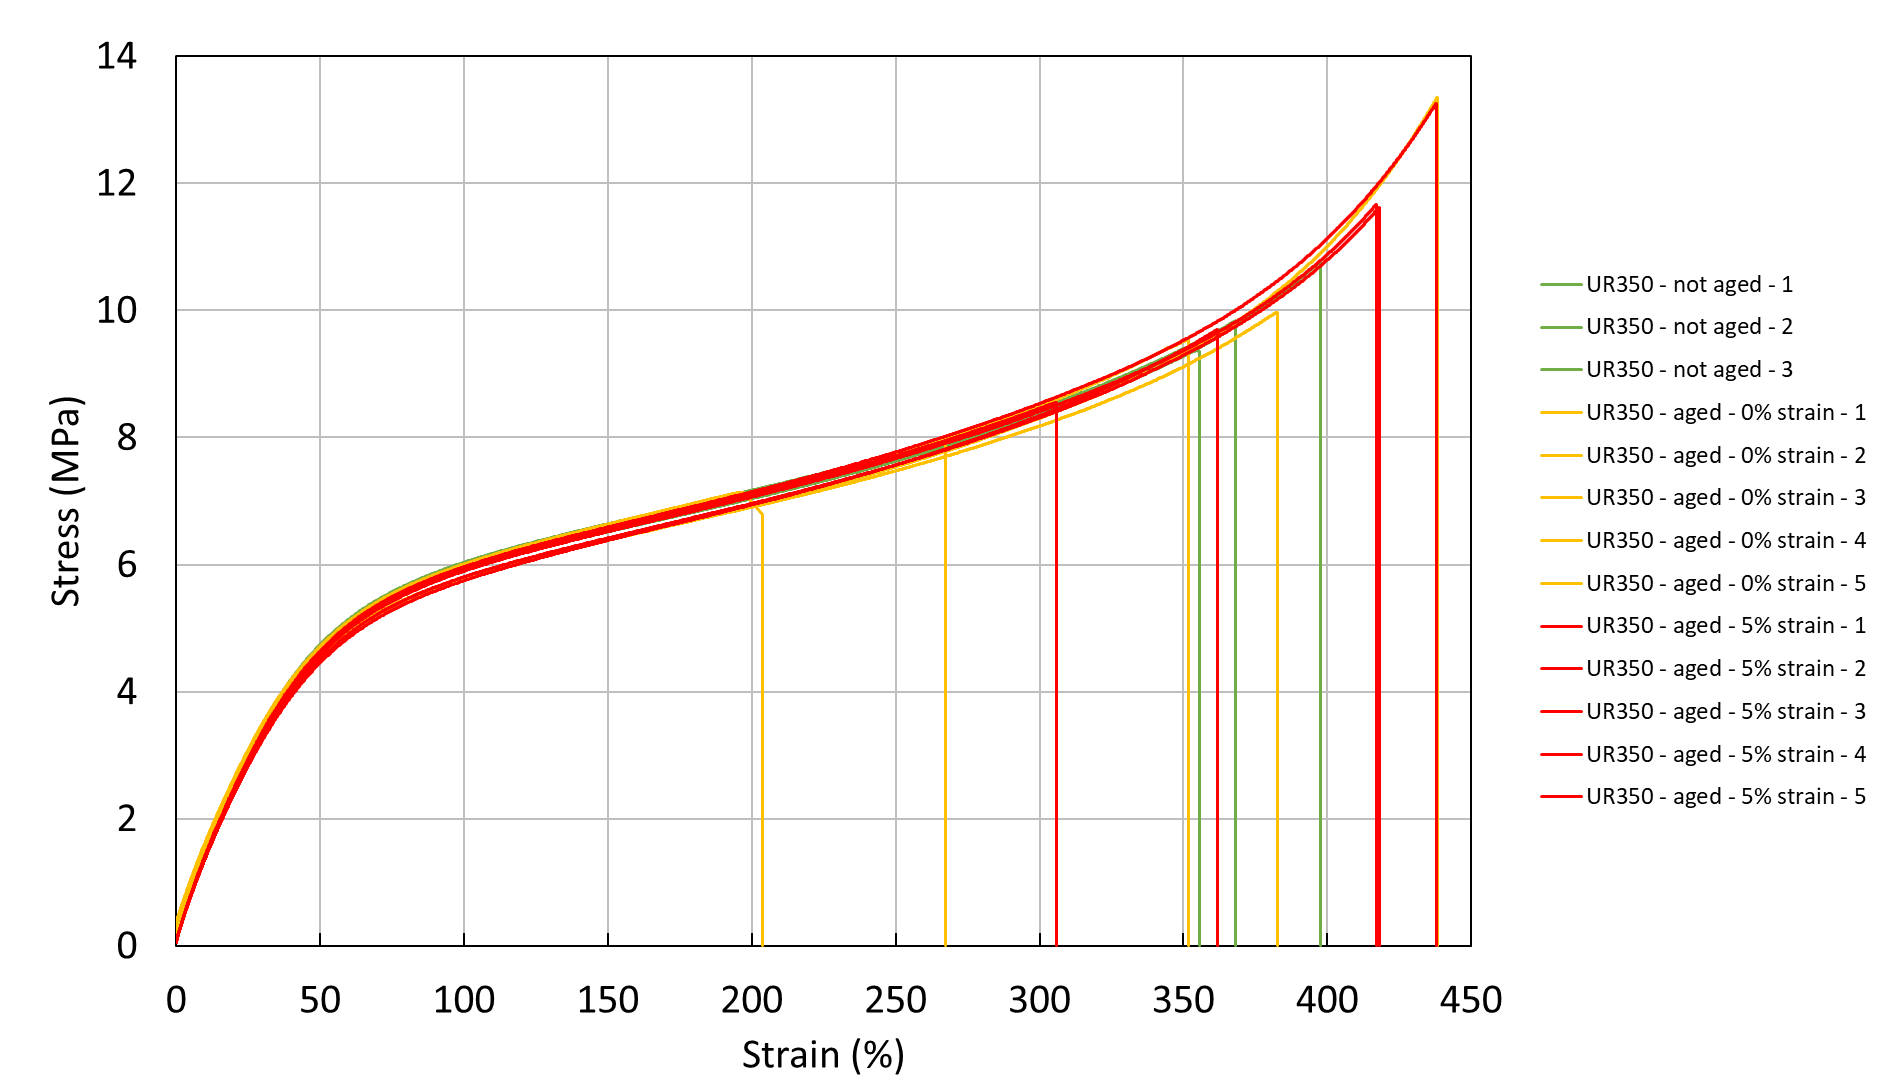 14
12
10
8
6
4
2
0
Stress (MPa)
0 50 100 150 200 250 300 350 400 450
Strain (%)
UR350 - not aged - 1
UR350 - not aged - 2
UR350 - not aged - 3
UR350 - aged - 0% strain - 1
UR350 - aged - 0% strain - 2
UR350 - aged - 0% strain - 3
UR350 - aged - 0% strain - 4
UR350 - aged - 0% strain - 5
UR350 - aged - 5% strain - 1
UR350 - aged - 5% strain - 2
UR350 - aged - 5% strain - 3
UR350 - aged - 5% strain - 4
UR350 - aged - 5% strain - 5